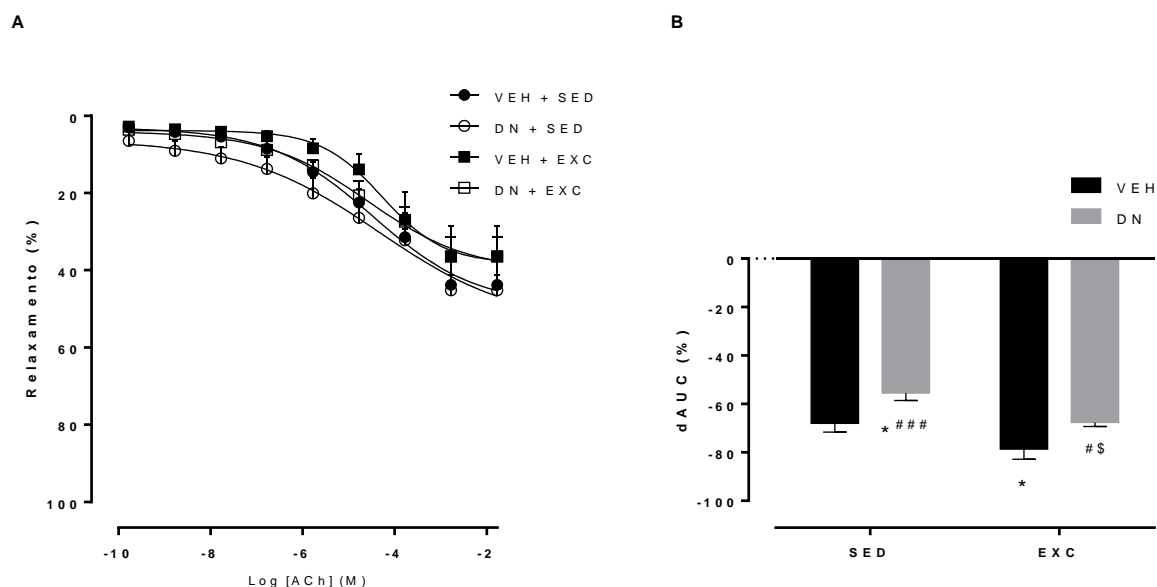 A
B
VEH + SED
DN + SED
VEH + EXC
DN + EXC
0
20
40
60
80
100
Relaxamento (%)
-10 -8 -6 -4 -2
Log [ACh] (M)
VEH
DN
0
-20
-40
-60
-80
-100
dAUC (%)
* ###
*
#$
SED EXC